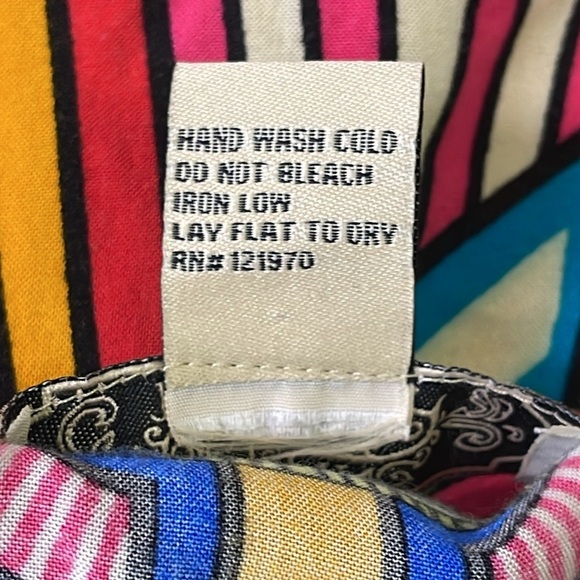 HAND WASH COLD
DO NOT BLEACH
IRON LOW
LAY FLAT TO DRY
RN# 121970